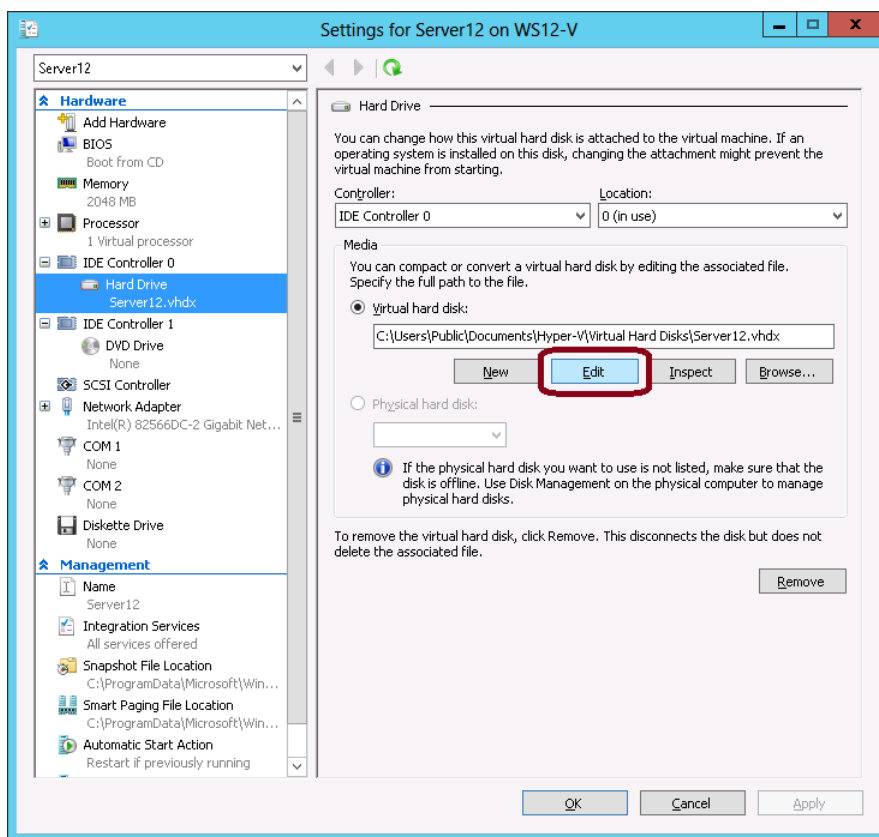 Settings for Server12 on WS12-V
Server12
Hardware
Add Hardware
BIOS
Boot from CD
Memory
2048 MB
Processor
1 Virtual processor
IDE Controller 0
Hard Drive
Server12.vhdx
IDE Controller 1
DVD Drive
None
SCSI Controller
Network Adapter
Intel(R) 82566DC-2 Gigabit Net...
COM 1
None
COM 2
None
Diskette Drive
None
Management
Name
Server12
Integration Services
All services offered
Snapshot File Location
C:\ProgramData\Microsoft\Win...
Smart Paging File Location
C:\ProgramData\Microsoft\Win...
Automatic Start Action
Restart if previously running
Hard Drive
You can change how this virtual hard disk is attached to the virtual machine. If an
operating system is installed on this disk, changing the attachment might prevent the
virtual machine from starting.
Controller: Location:
IDE Controller 0 0 (in use)
Media
You can compact or convert a virtual hard disk by editing the associated file.
Specify the full path to the file.
Virtual hard disk:
C:\Users\Public\Documents\Hyper-V\Virtual Hard Disks\Server12.vhdx
New Edit Inspect Browse...
Physical hard disk:
If the physical hard disk you want to use is not listed, make sure that the
disk is offline. Use Disk Management on the physical computer to manage
physical hard disks.
To remove the virtual hard disk, click Remove. This disconnects the disk but does not
delete the associated file.
Remove
OK Cancel Apply